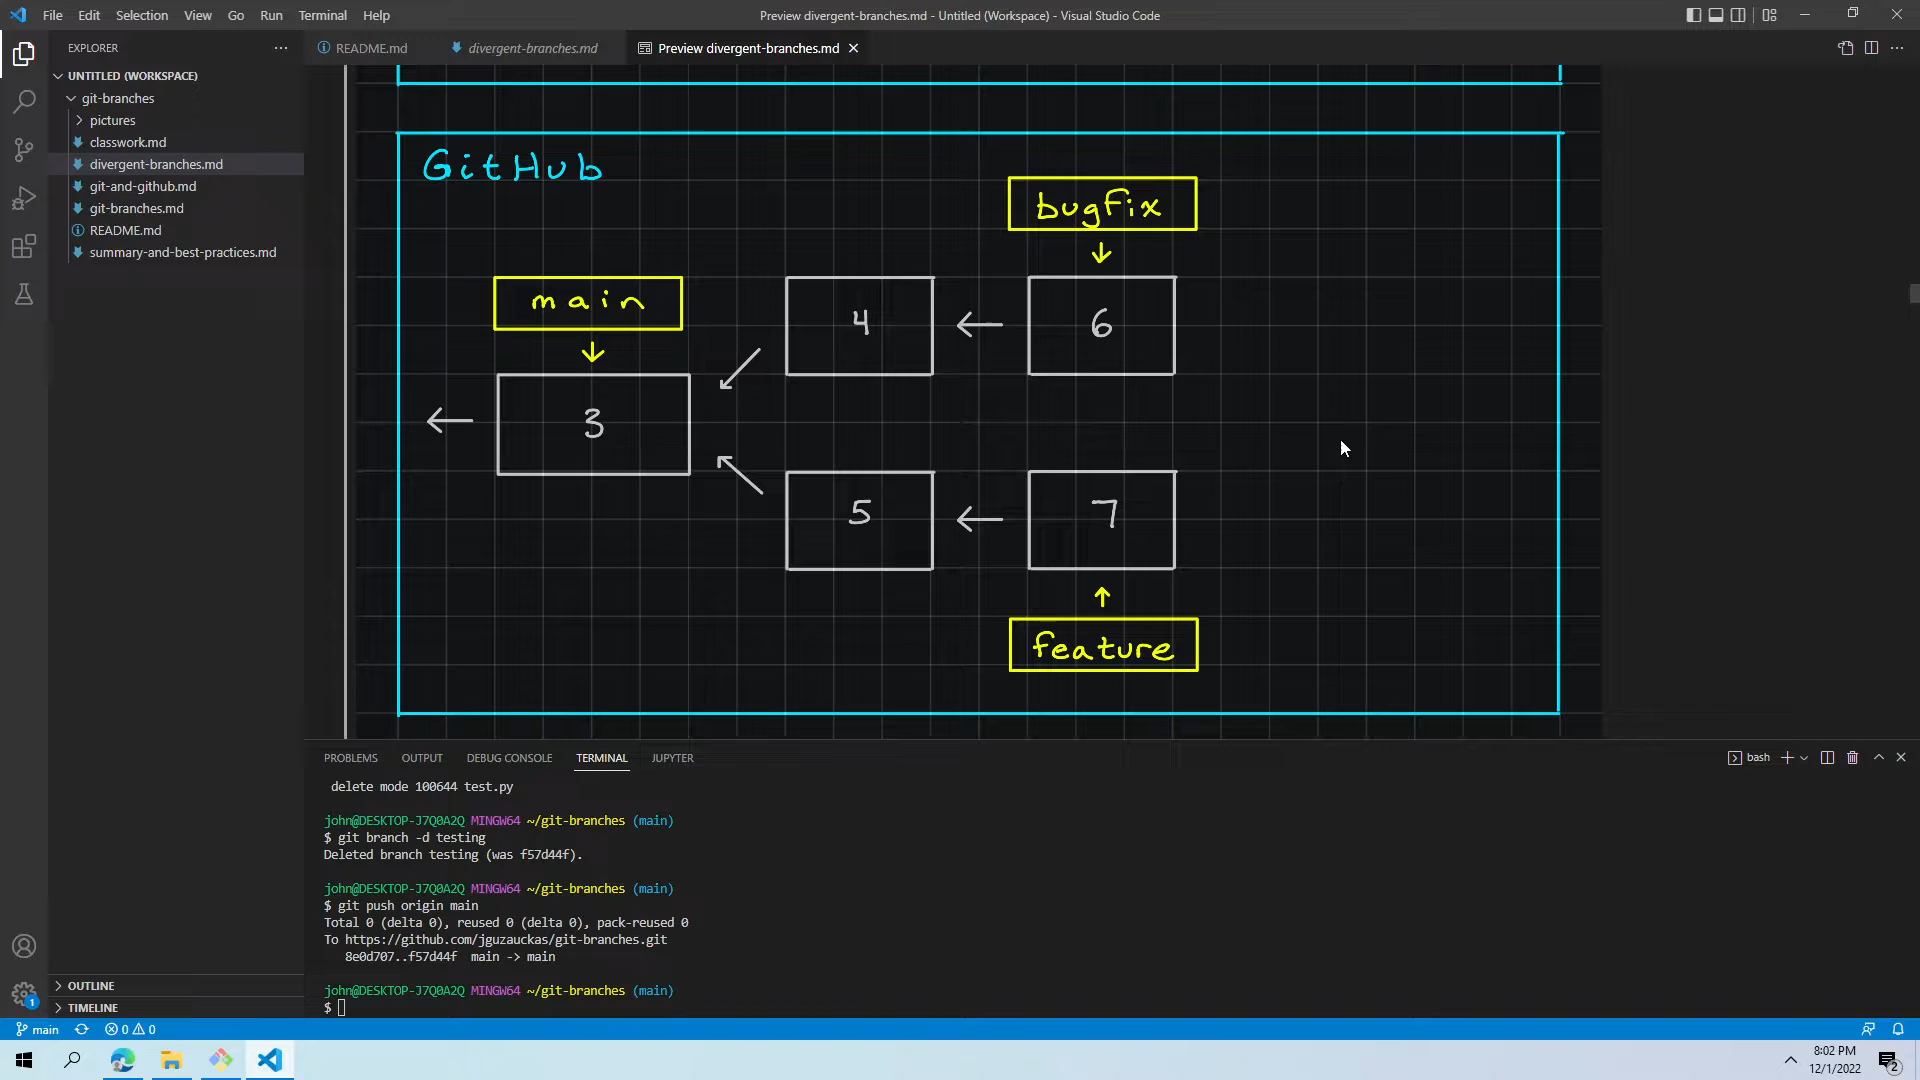 File Edit Selection View Go Run Terminal Help
Preview divergent-branches.md - Untitled (Workspace) - Visual Studio Code
EXPLORER
README.md
divergent-branches.md
Preview divergent-branches.md
UNTITLED (WORKSPACE)
git-branches
pictures
classwork.md
divergent-branches.md
git-and-github.md
git-branches.md
README.md
summary-and-best-practices.md
GitHub
bugfix
main
4
6
3
5
7
feature
PROBLEMS OUTPUT DEBUG CONSOLE TERMINAL JUPYTER
bash
delete mode 100644 test.py
john@DESKTOP-J7Q0A2Q MINGW64 ~/git-branches (main)
$ git branch -d testing
Deleted branch testing (was f57d44f).
john@DESKTOP-J7Q0A2Q MINGW64 ~/git-branches (main)
$ git push origin main
Total 0 (delta 0), reused 0 (delta 0), pack-reused 0
To https://github.com/jguzauckas/git-branches.git
8e0d707..f57d44f  main -> main
john@DESKTOP-J7Q0A2Q MINGW64 ~/git-branches (main)
$
OUTLINE
TIMELINE
1
main
0 0
8:02 PM
12/1/2022
2